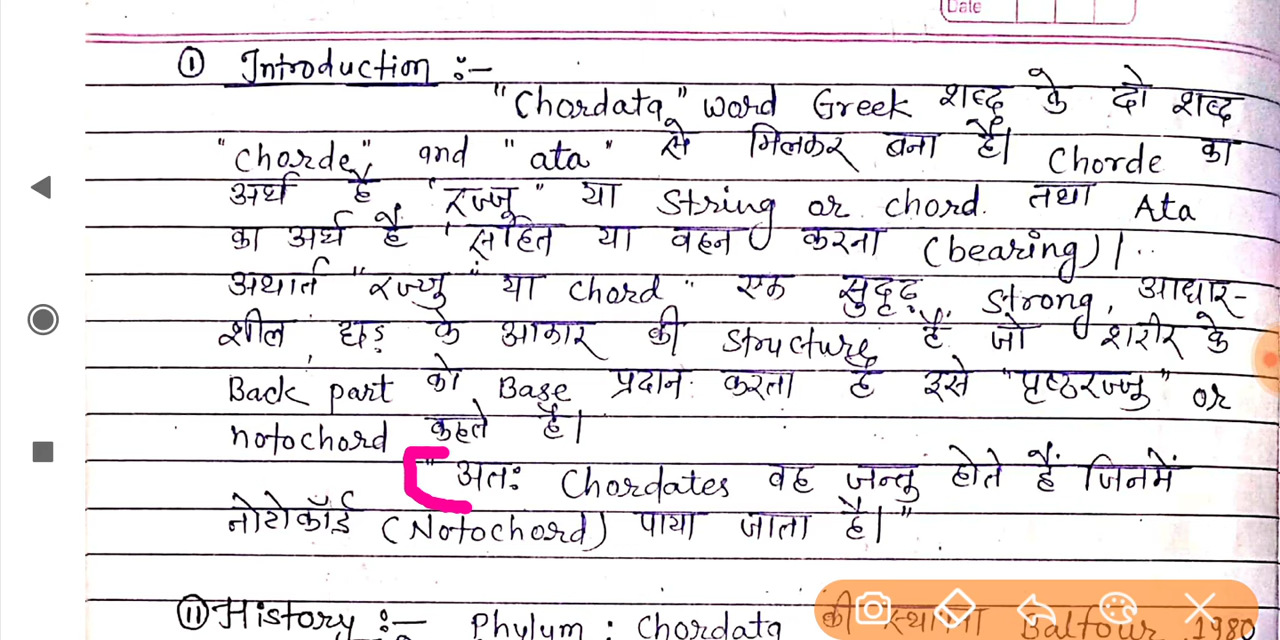 Date
① Introduction :-
"Chordata" word Greek शब्द के दो शब्द
"Chorde" and "ata" से मिलकर बना है। Chorde का
अर्थ है "रज्जू" या String or chord. तथा Ata
का अर्थ है 'सहित या वहन करना (bearing)।..
अथार्त "रज्जु" या chord" एक सुदृढ़ Strong, आधार-
शील छड़ के आकार की structure है जो शरीर के
Back part को Base प्रदान करता है इसे "पृष्ठरज्जु" or
notochord कहते है।
"अतः Chordates वह जन्तु होते हैं जिनमें
नोटोकॉर्ड (Notochord) पाया जाता है।"
⑪ History :- Phylum : Chordata की स्थापना Balfour 1980